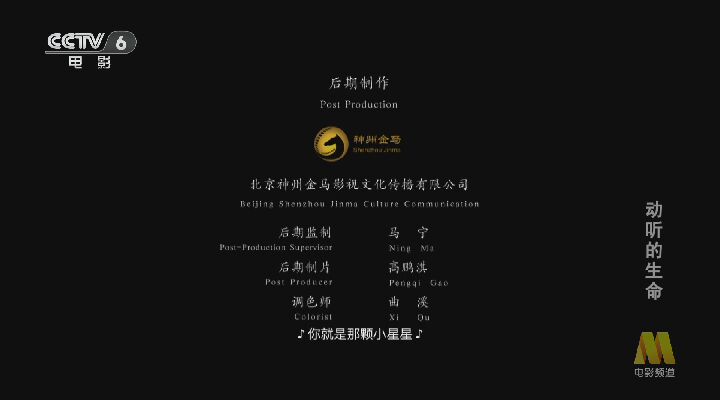 CCTV 6
电影
后期制作
Post Production
神州金马
Shenzhou Jinma
北京神州金马影视文化传播有限公司
Beijing Shenzhou Jinma Culture Communication
后期监制 马 宁
Post-Production Supervisor Ning Ma
后期制片 高鹏淇
Post Producer Pengqi Gao
调色师 曲 溪
Colorist Xi Qu
♪你就是那颗小星星♪
动听的生命
电影频道